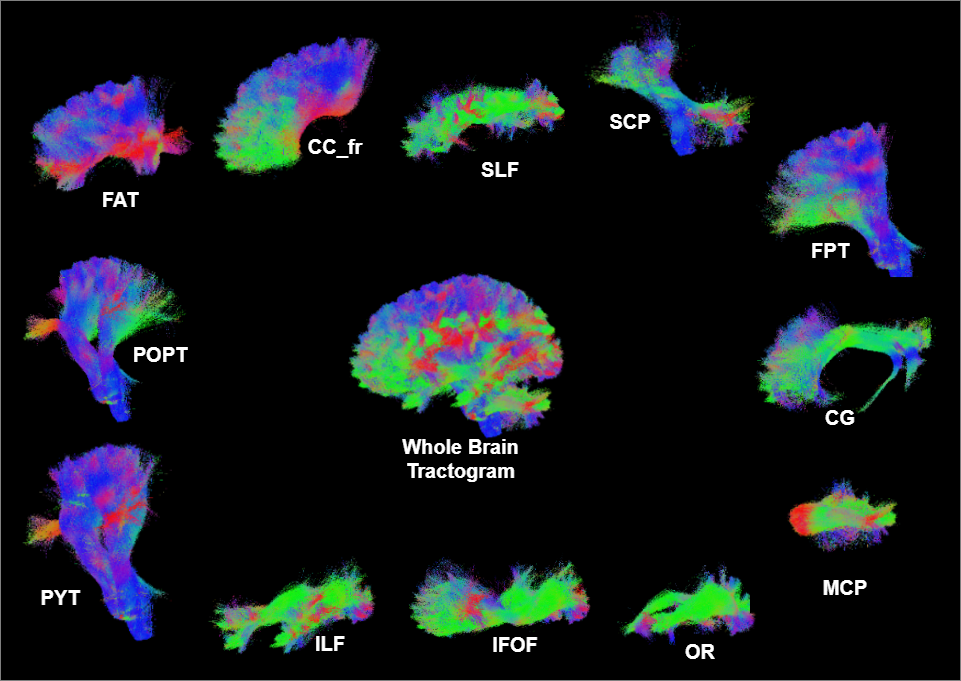 CC_fr
SCP
SLF
FAT
FPT
POPT
CG
Whole Brain
Tractogram
MCP
PYT
ILF
IFOF
OR